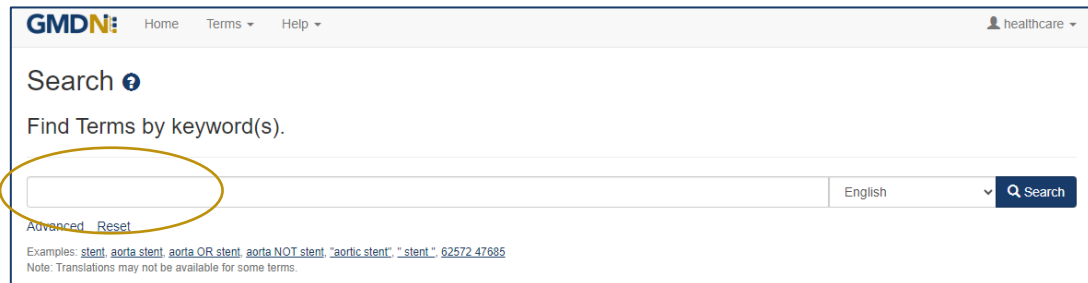 GMDN Home Terms Help healthcare
Search ?
Find Terms by keyword(s).
English Search
Advanced Reset
Examples: stent, aorta stent, aorta OR stent, aorta NOT stent, "aortic stent", " stent ", 62572 47685
Note: Translations may not be available for some terms.